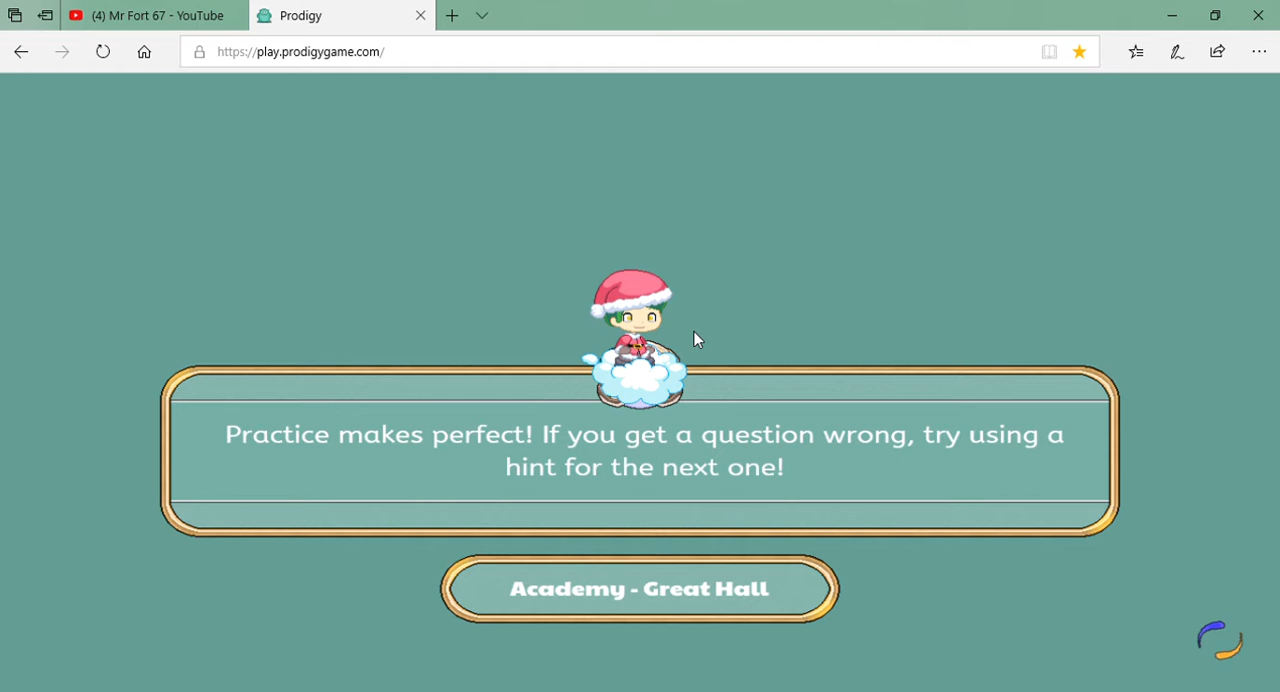 (4) Mr Fort 67 - YouTube
Prodigy
https://play.prodigygame.com/
Practice makes perfect! If you get a question wrong, try using a
hint for the next one!
Academy - Great Hall